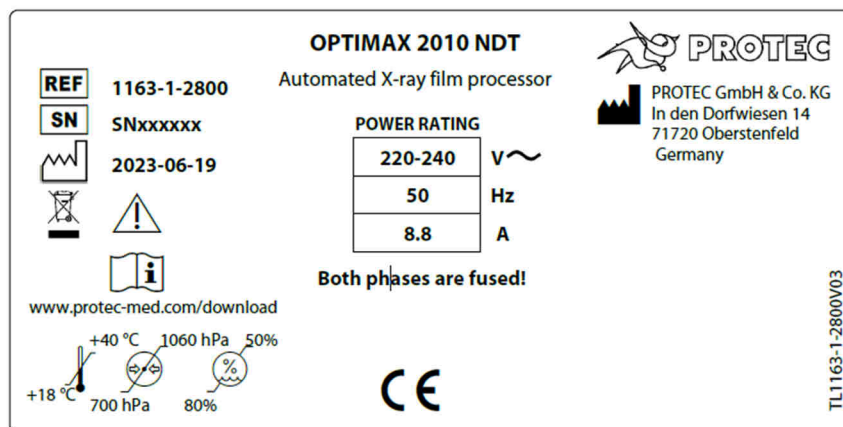 OPTIMAX 2010 NDT
Automated X-ray film processor
PROTEC
PROTEC GmbH & Co. KG
In den Dorfwiesen 14
71720 Oberstenfeld
Germany
REF 1163-1-2800
SN SNxxxxxx
2023-06-19
POWER RATING
220-240 V~
50 Hz
8.8 A
Both phases are fused!
i
www.protec-med.com/download
+40 °C 1060 hPa 50%
%
+18 °C 700 hPa 80%
CE
TL1163-1-2800V03